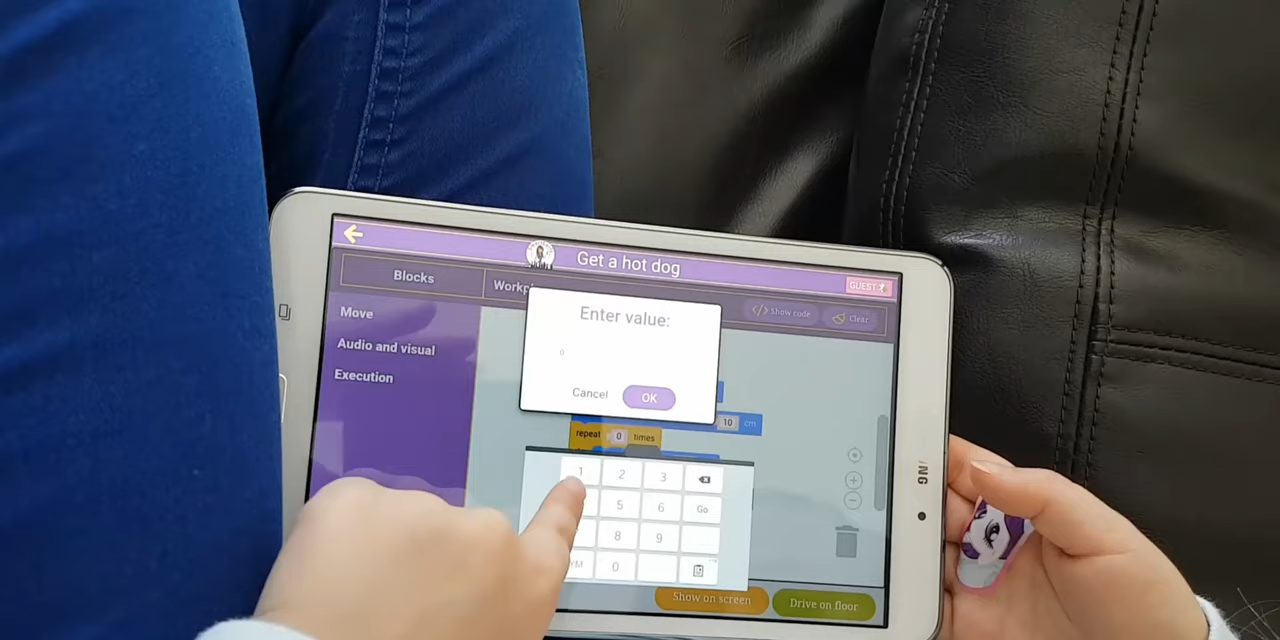 Get a hot dog
GUEST
Blocks
Show code
Clear
Move
Audio and visual
Execution
Enter value:
0
Cancel
OK
10 cm
repeat 0 times
1 2 3
5 6 Go
8 9
0
Show on screen
Drive on floor